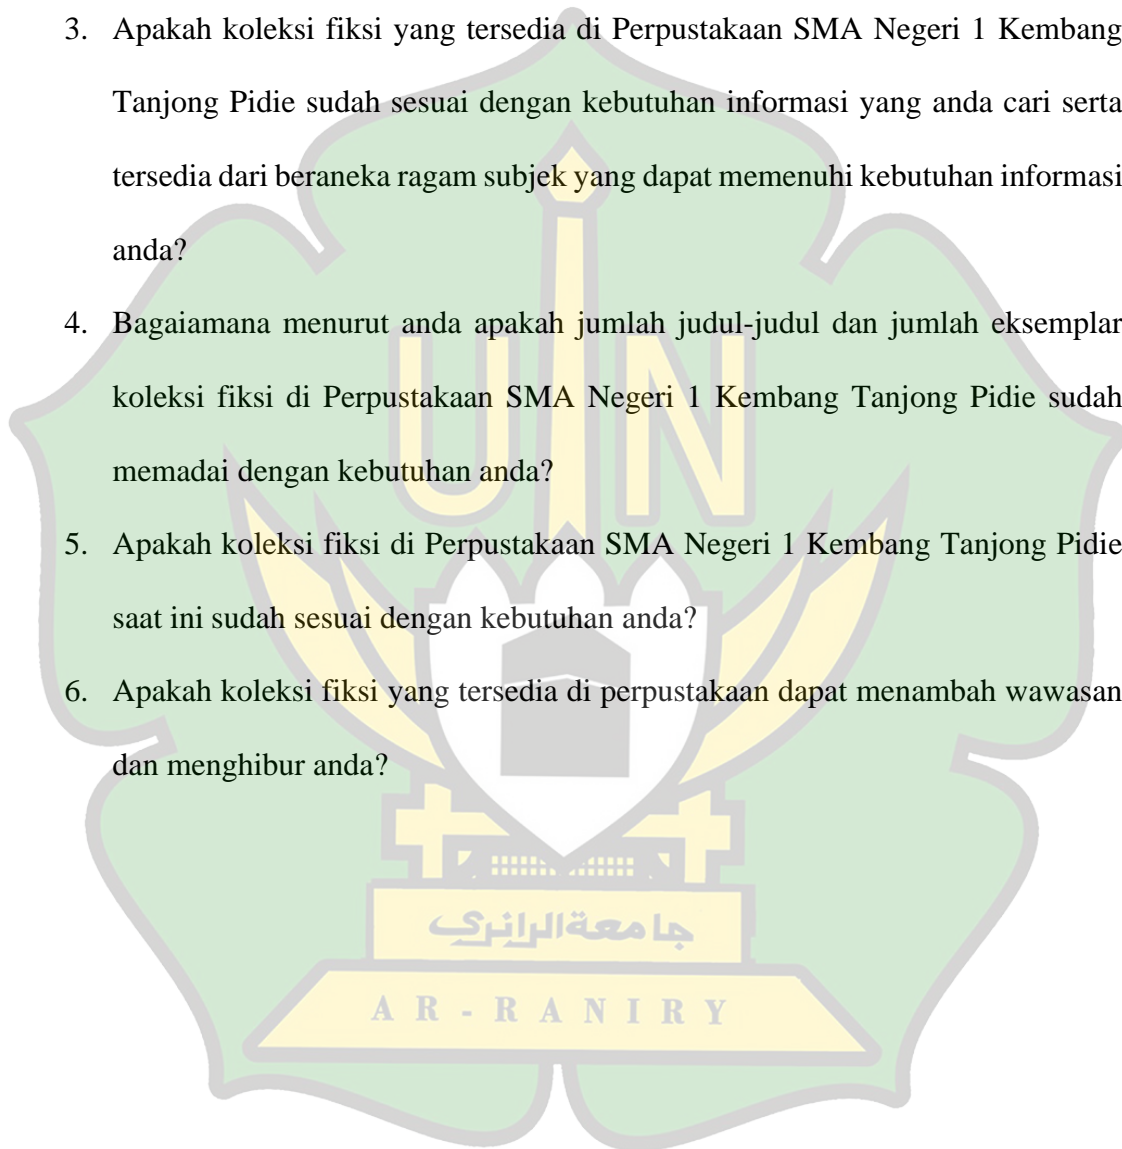 3. Apakah koleksi fiksi yang tersedia di Perpustakaan SMA Negeri 1 Kembang
Tanjong Pidie sudah sesuai dengan kebutuhan informasi yang anda cari serta
tersedia dari beraneka ragam subjek yang dapat memenuhi kebutuhan informasi
anda?
4. Bagaiamana menurut anda apakah jumlah judul-judul dan jumlah eksemplar
koleksi fiksi di Perpustakaan SMA Negeri 1 Kembang Tanjong Pidie sudah
memadai dengan kebutuhan anda?
5. Apakah koleksi fiksi di Perpustakaan SMA Negeri 1 Kembang Tanjong Pidie
saat ini sudah sesuai dengan kebutuhan anda?
6. Apakah koleksi fiksi yang tersedia di perpustakaan dapat menambah wawasan
dan menghibur anda?
UIN
جامعة الرانري
AR-RANIRY